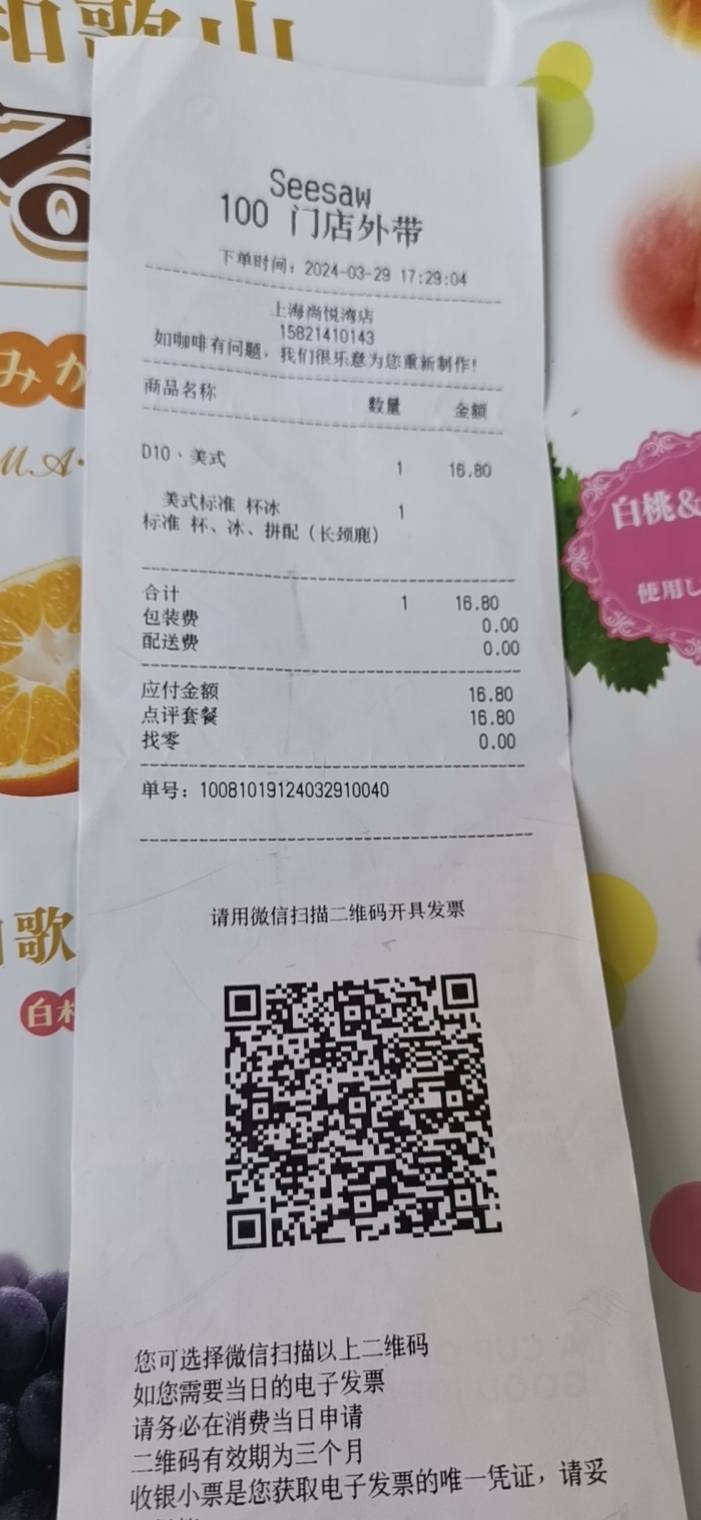 和歌山
Seesaw
100 门店外带
下单时间：2024-03-29 17:29:04
上海尚悦湾店
15821410143
如咖啡有问题，我们很乐意为您重新制作！
商品名称 数量 金额
D10、美式 1 16.80
美式标准 杯冰 1
标准 杯、冰、拼配（长颈鹿）
合计 1 16.80
包装费 0.00
配送费 0.00
应付金额 16.80
点评套餐 16.80
找零 0.00
单号：10081019124032910040
请用微信扫描二维码开具发票
您可选择微信扫描以上二维码
如您需要当日的电子发票
请务必在消费当日申请
二维码有效期为三个月
收银小票是您获取电子发票的唯一凭证，请妥
みか
白桃&
使用し
歌
白